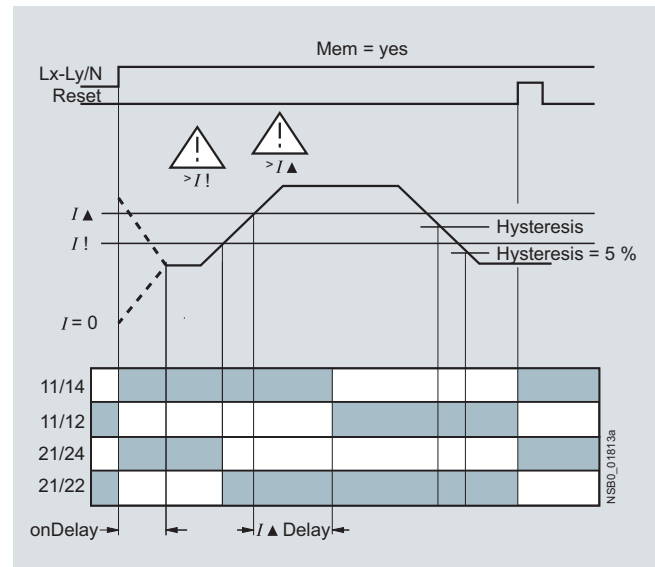 Mem = yes
Lx-Ly/N
Reset
! !
>I ! >I▲
I▲
Hysteresis
I !
Hysteresis = 5 %
I = 0
11/14
11/12
21/24
21/22
NSB0_01813a
onDelay I▲Delay